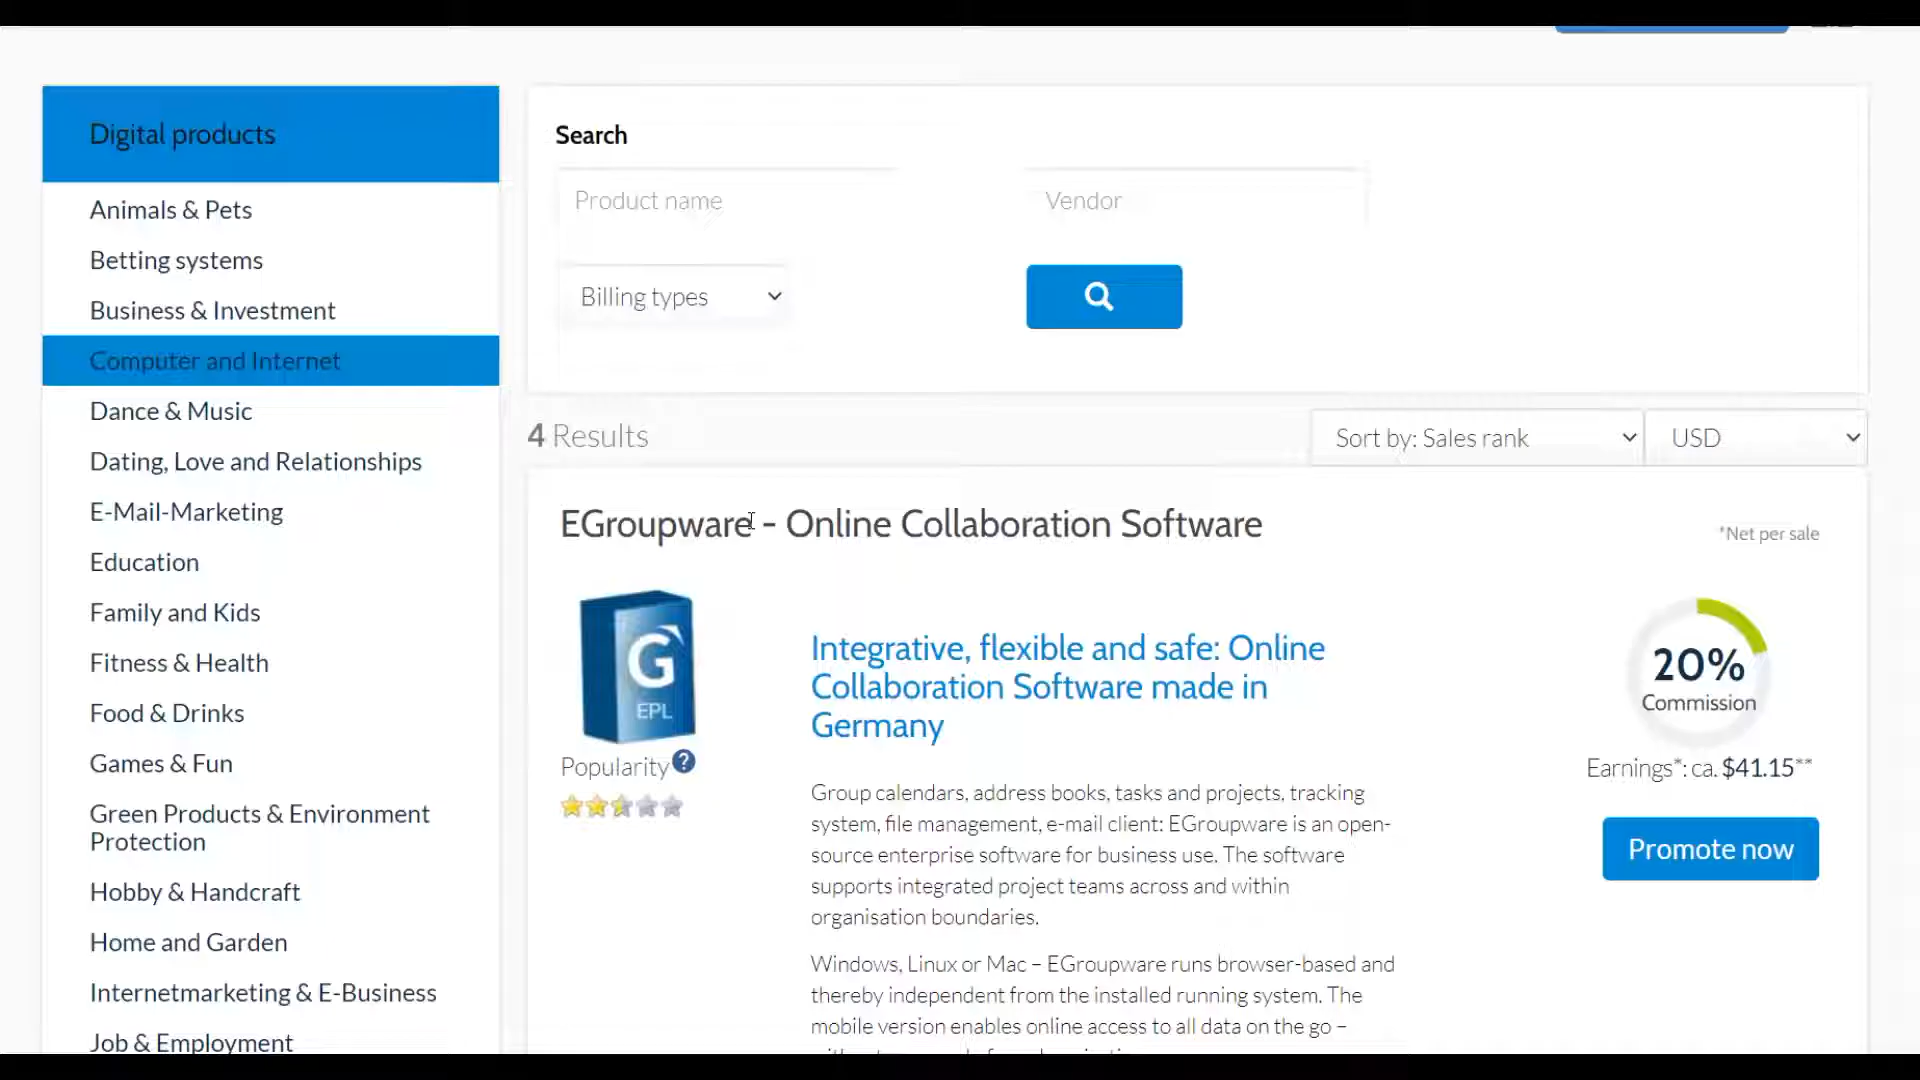 Digital products
Animals & Pets
Betting systems
Business & Investment
Computer and Internet
Dance & Music
Dating, Love and Relationships
E-Mail-Marketing
Education
Family and Kids
Fitness & Health
Food & Drinks
Games & Fun
Green Products & Environment
Protection
Hobby & Handcraft
Home and Garden
Internetmarketing & E-Business
Job & Employment
Search
Product name
Vendor
Billing types
4 Results
Sort by: Sales rank
USD
EGroupware - Online Collaboration Software
*Net per sale
G
EPL
Popularity
?
Integrative, flexible and safe: Online
Collaboration Software made in
Germany
Group calendars, address books, tasks and projects, tracking
system, file management, e-mail client: EGroupware is an open-
source enterprise software for business use. The software
supports integrated project teams across and within
organisation boundaries.
Windows, Linux or Mac – EGroupware runs browser-based and
thereby independent from the installed running system. The
mobile version enables online access to all data on the go –
20%
Commission
Earnings*: ca. $41.15**
Promote now